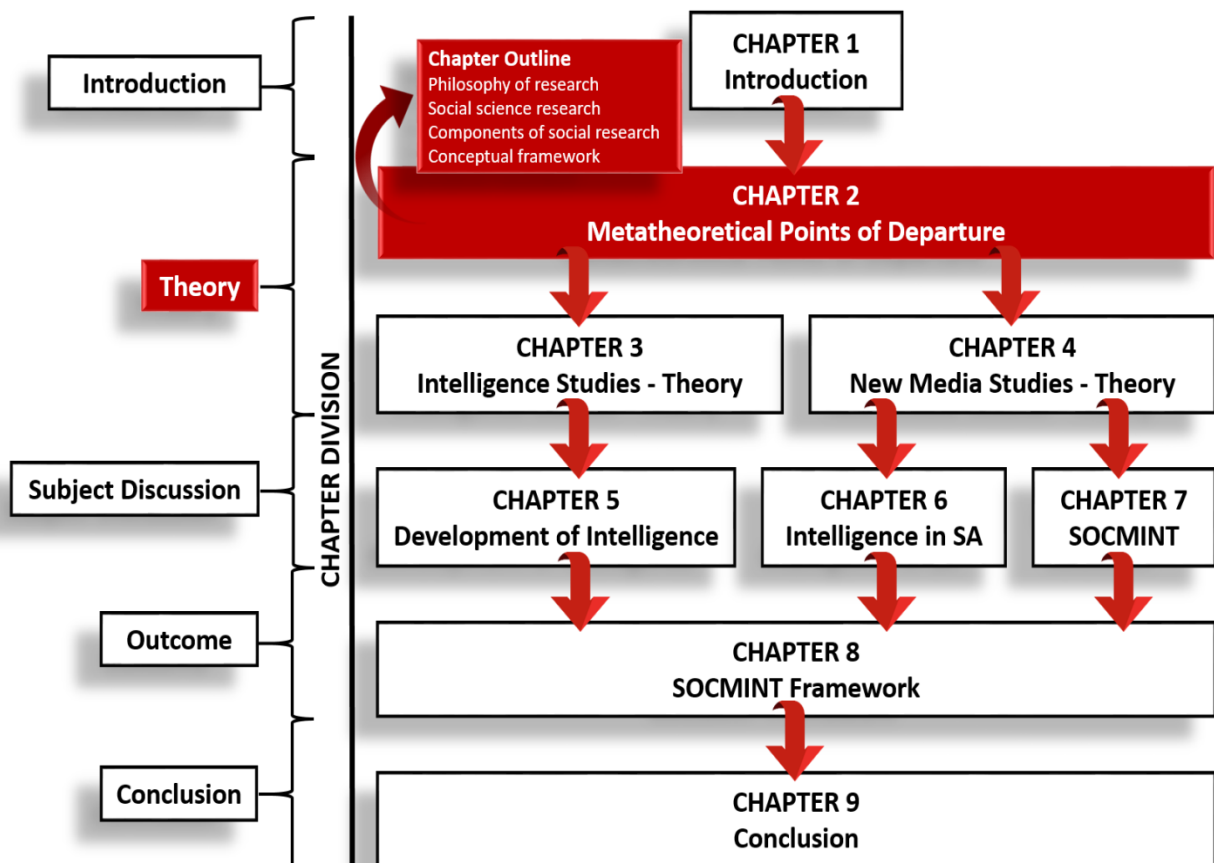 Introduction
Theory
Subject Discussion
Outcome
Conclusion
CHAPTER DIVISION
Chapter Outline
Philosophy of research
Social science research
Components of social research
Conceptual framework
CHAPTER 1
Introduction
CHAPTER 2
Metatheoretical Points of Departure
CHAPTER 3
Intelligence Studies - Theory
CHAPTER 4
New Media Studies - Theory
CHAPTER 5
Development of Intelligence
CHAPTER 6
Intelligence in SA
CHAPTER 7
SOCMINT
CHAPTER 8
SOCMINT Framework
CHAPTER 9
Conclusion